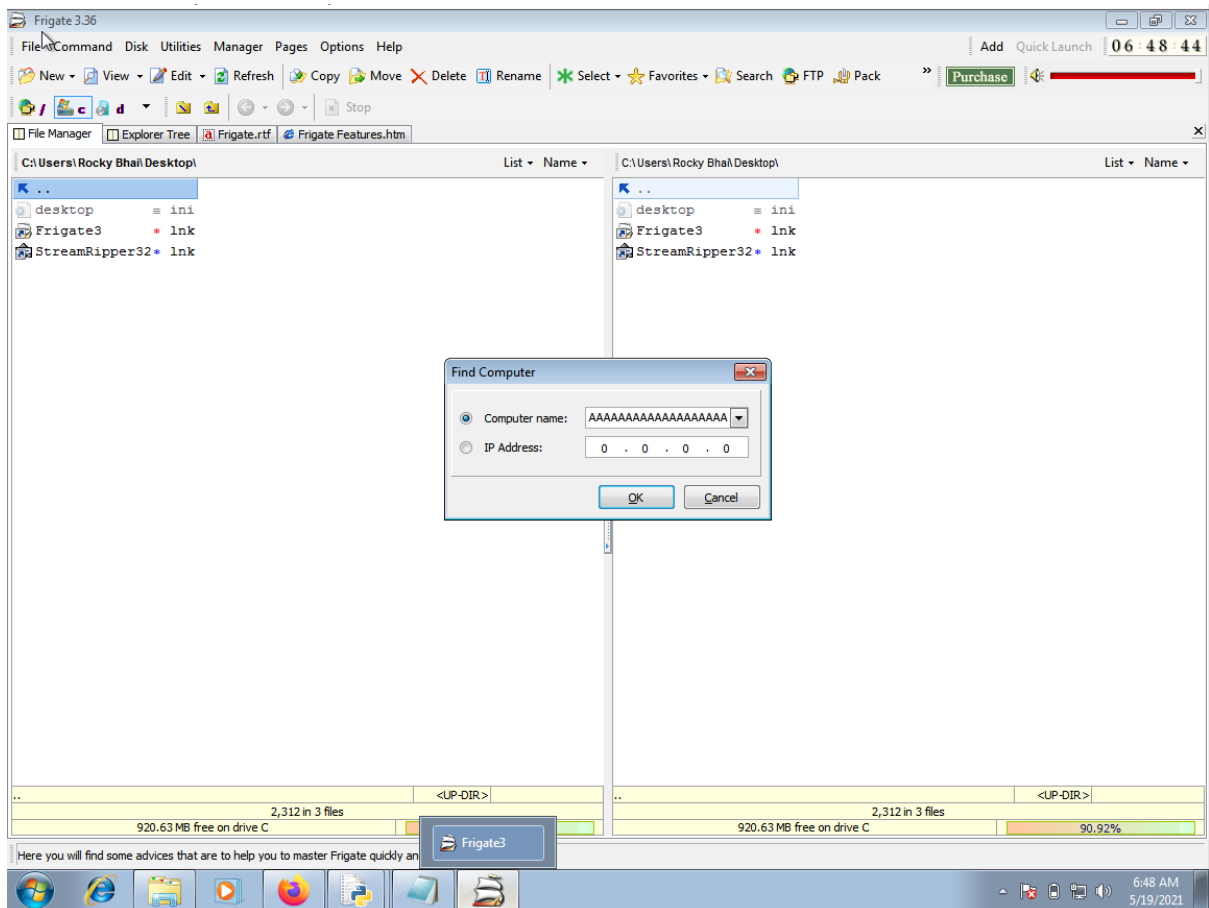 Frigate 3.36
File Command Disk Utilities Manager Pages Options Help Add Quick Launch 06:48:44
New View Edit Refresh Copy Move Delete Rename Select Favorites Search FTP Pack » Purchase
/ c d Stop
File Manager Explorer Tree Frigate.rtf Frigate Features.htm
C:\Users\Rocky Bhai\Desktop\ List Name C:\Users\Rocky Bhai\Desktop\ List Name
.. ..
desktop ≡ ini desktop ≡ ini
Frigate3 * lnk Frigate3 * lnk
StreamRipper32* lnk StreamRipper32* lnk
Find Computer
Computer name: AAAAAAAAAAAAAAAAAAA
IP Address: 0 . 0 . 0 . 0
OK Cancel
.. <UP-DIR> .. <UP-DIR>
2,312 in 3 files 2,312 in 3 files
920.63 MB free on drive C 920.63 MB free on drive C 90.92%
Frigate3
Here you will find some advices that are to help you to master Frigate quickly an
6:48 AM
5/19/2021